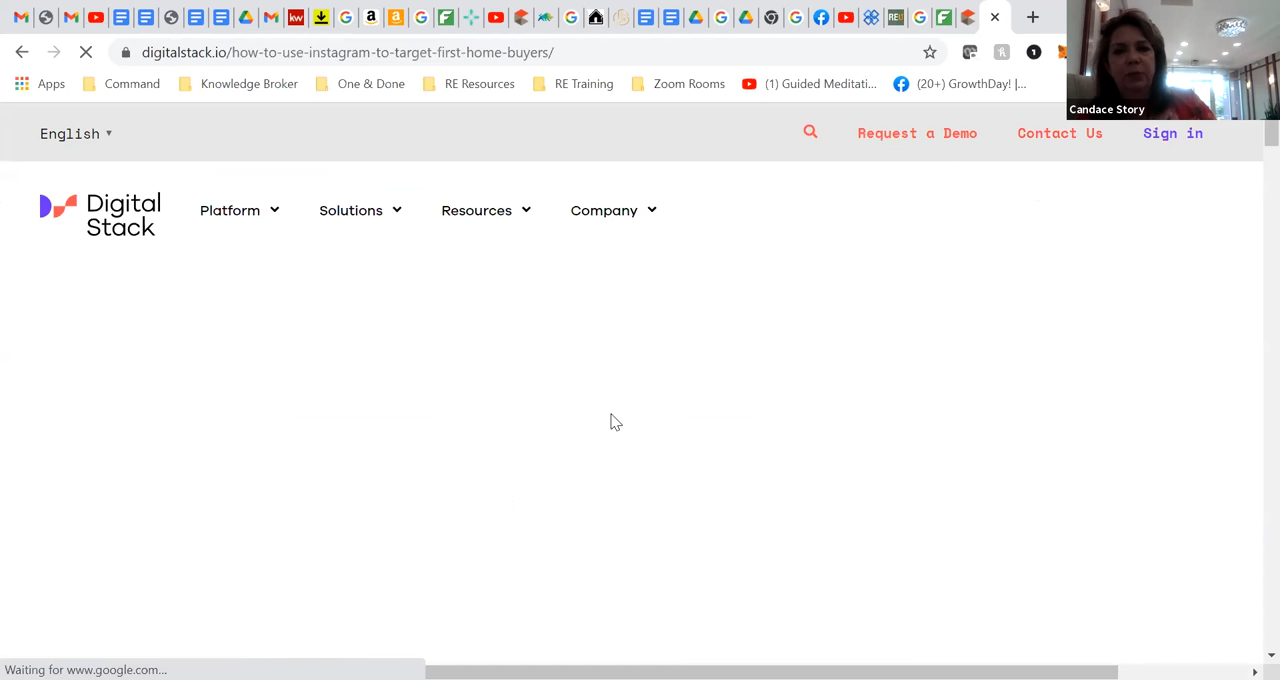 digitalstack.io/how-to-use-instagram-to-target-first-home-buyers/
Apps Command Knowledge Broker One & Done RE Resources RE Training Zoom Rooms (1) Guided Meditati... (20+) GrowthDay! |...
Candace Story
English Request a Demo Contact Us Sign in
Digital Stack
Platform Solutions Resources Company
Waiting for www.google.com...